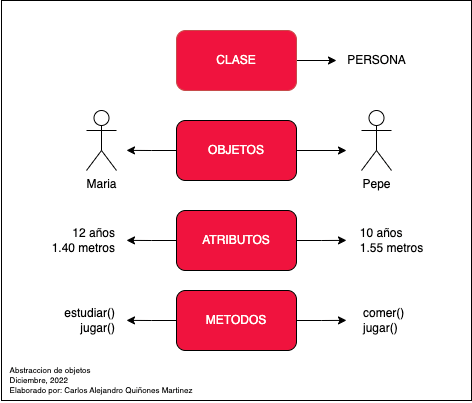 CLASE
PERSONA
OBJETOS
Maria
Pepe
12 años
1.40 metros
ATRIBUTOS
10 años
1.55 metros
estudiar()
jugar()
METODOS
comer()
jugar()
Abstraccion de objetos
Diciembre, 2022
Elaborado por: Carlos Alejandro Quiñones Martinez